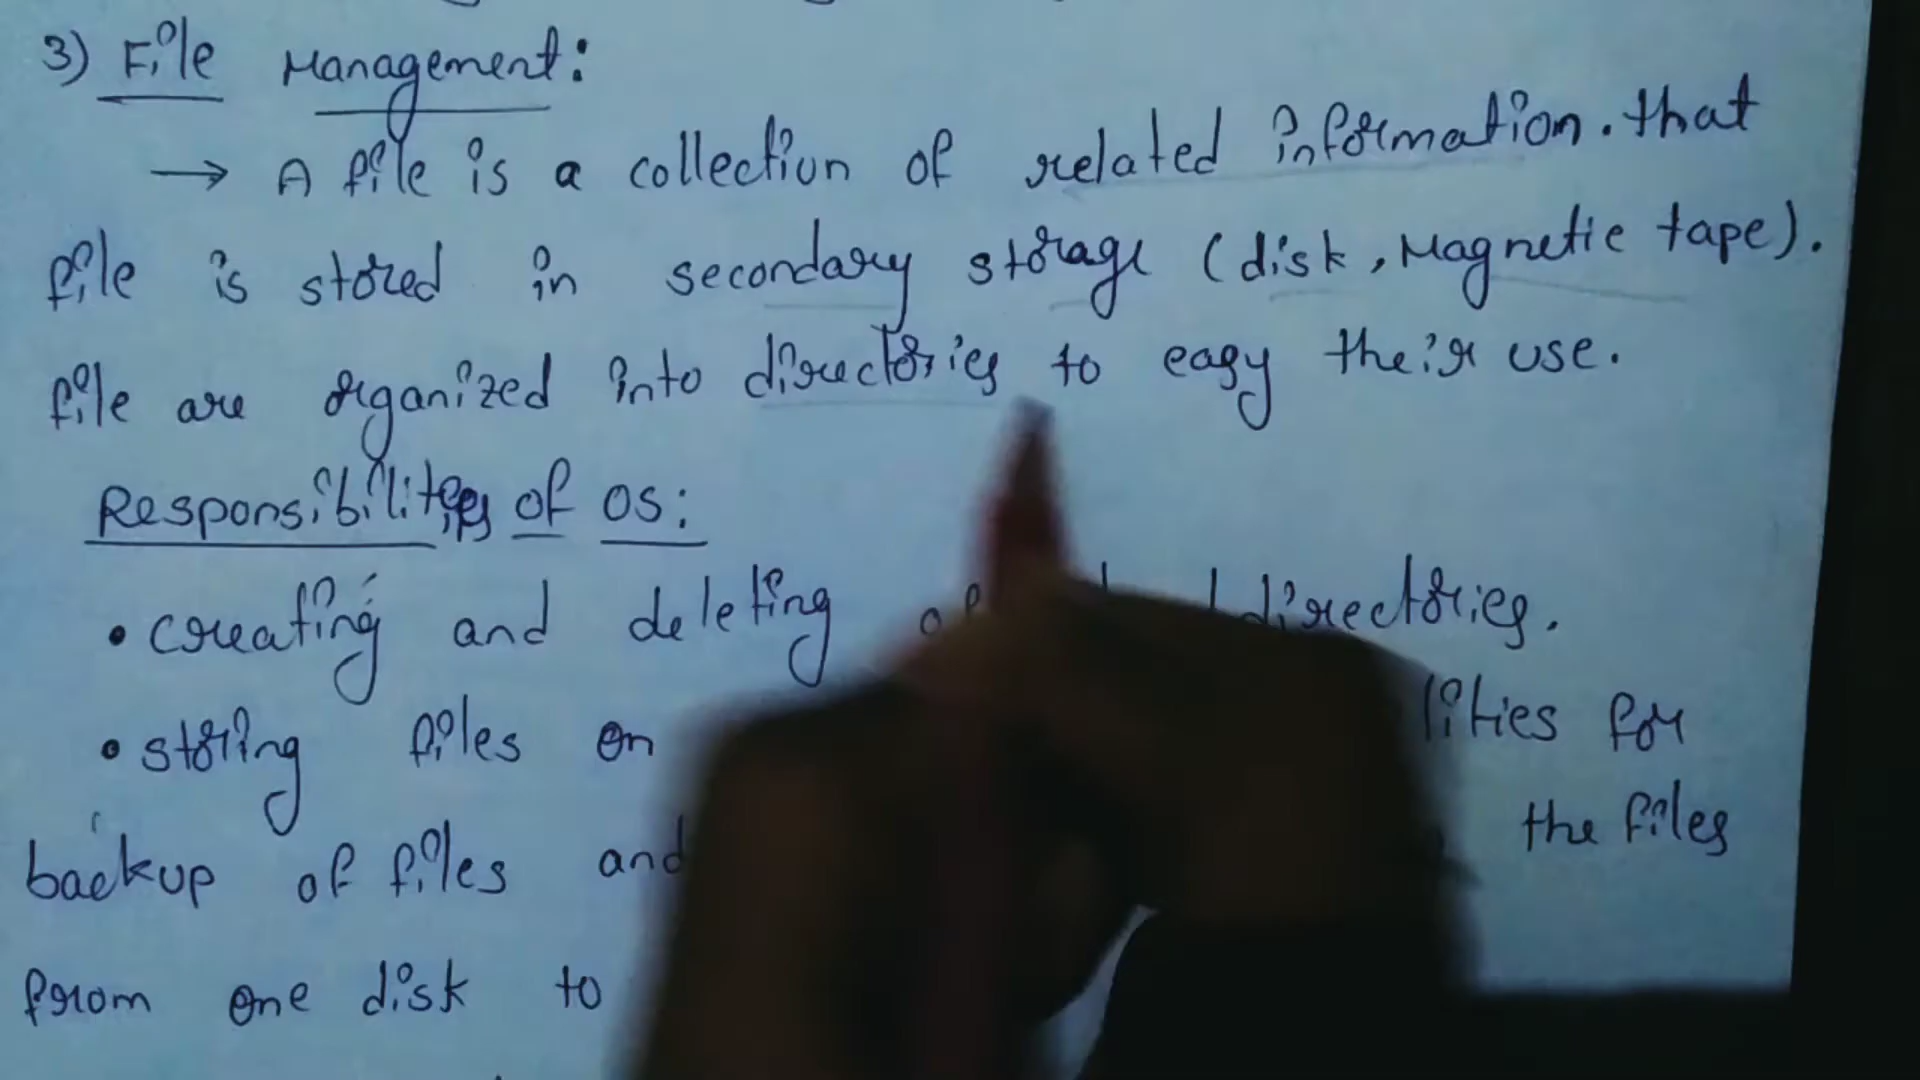 3) File Management:
→ A file is a collection of related information. that
file is stored in secondary storage (disk, Magnetic tape).
file are organized into directories to easy their use.
Responsibilities of OS:
• creating and deleting of directories.
• storing files on for
backup of files and the files
from one disk to